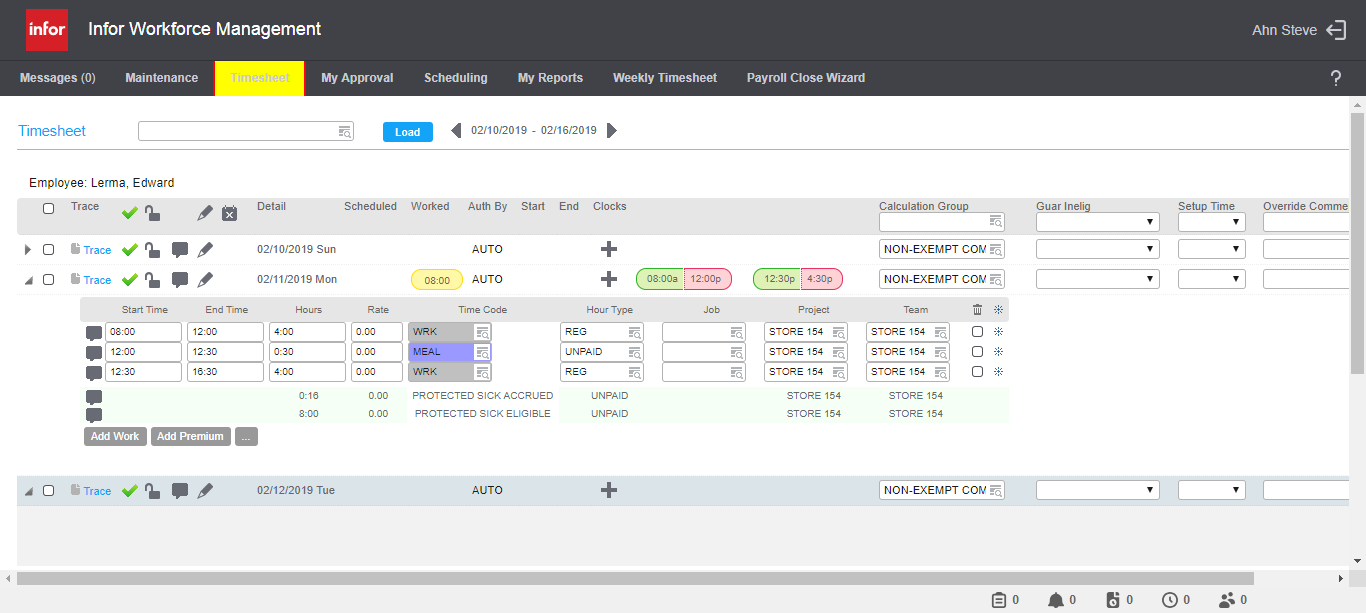 infor Infor Workforce Management Ahn Steve
Messages (0) Maintenance Timesheet My Approval Scheduling My Reports Weekly Timesheet Payroll Close Wizard ?
Timesheet Load 02/10/2019 - 02/16/2019
Employee: Lerma, Edward
Trace Detail Scheduled Worked Auth By Start End Clocks Calculation Group Guar Inelig Setup Time Override Comme
Trace 02/10/2019 Sun AUTO NON-EXEMPT COM
Trace 02/11/2019 Mon 08:00 AUTO 08:00a 12:00p 12:30p 4:30p NON-EXEMPT COM
Start Time End Time Hours Rate Time Code Hour Type Job Project Team
08:00 12:00 4:00 0.00 WRK REG STORE 154 STORE 154
12:00 12:30 0:30 0.00 MEAL UNPAID STORE 154 STORE 154
12:30 16:30 4:00 0.00 WRK REG STORE 154 STORE 154
0:16 0.00 PROTECTED SICK ACCRUED UNPAID STORE 154 STORE 154
8:00 0.00 PROTECTED SICK ELIGIBLE UNPAID STORE 154 STORE 154
Add Work Add Premium ...
Trace 02/12/2019 Tue AUTO NON-EXEMPT COM
0 0 0 0 0